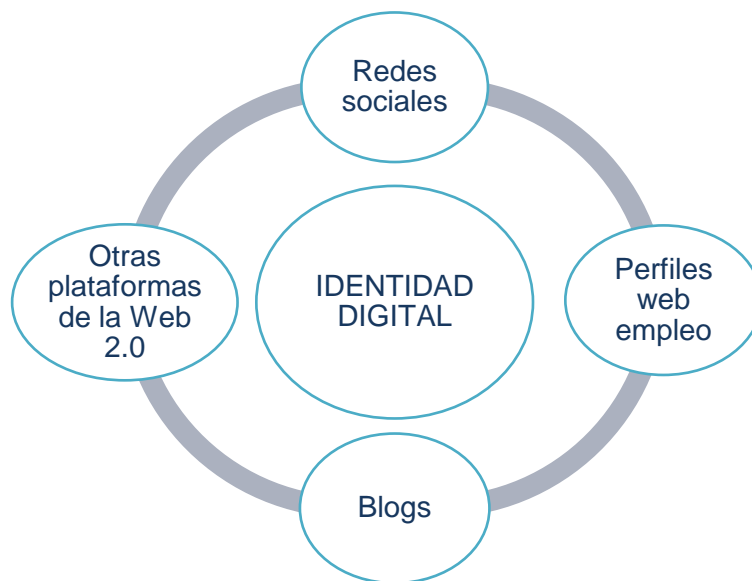 Redes
sociales
Otras
plataformas
de la Web
2.0
IDENTIDAD
DIGITAL
Perfiles
web
empleo
Blogs